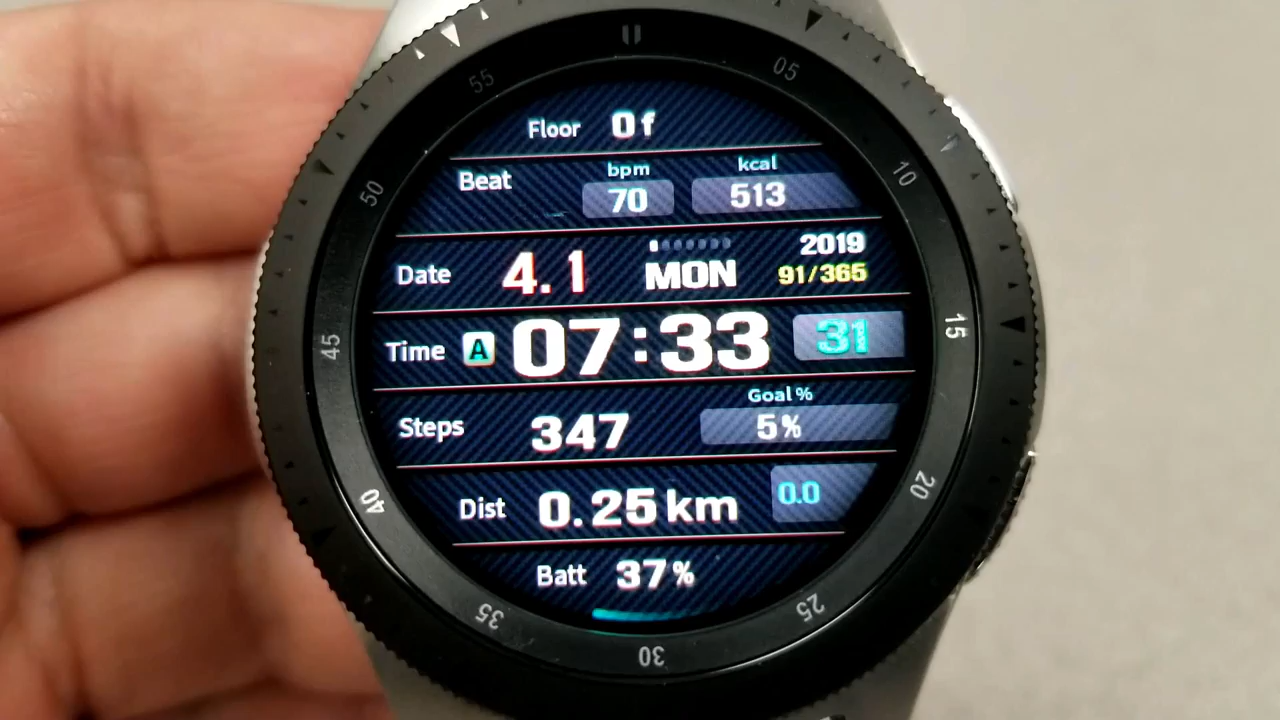 Floor 0 f
Beat bpm 70 kcal 513
Date 4.1 MON 2019 91/365
Time A 07:33 31
Steps 347 Goal % 5%
Dist 0.25 km 0.0
Batt 37%
05
10
15
20
25
30
35
40
45
50
55